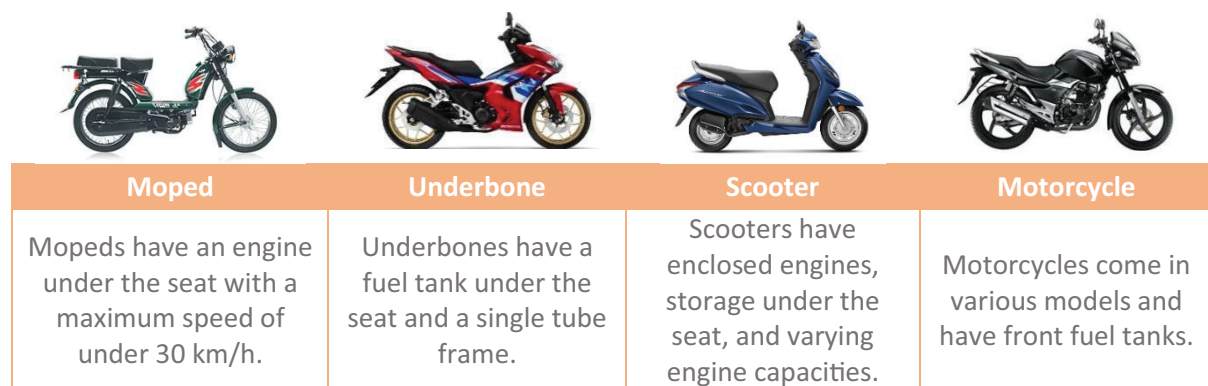 Moped
Underbone
Scooter
Motorcycle
Mopeds have an engine
under the seat with a
maximum speed of
under 30 km/h.
Underbones have a
fuel tank under the
seat and a single tube
frame.
Scooters have
enclosed engines,
storage under the
seat, and varying
engine capacities.
Motorcycles come in
various models and
have front fuel tanks.